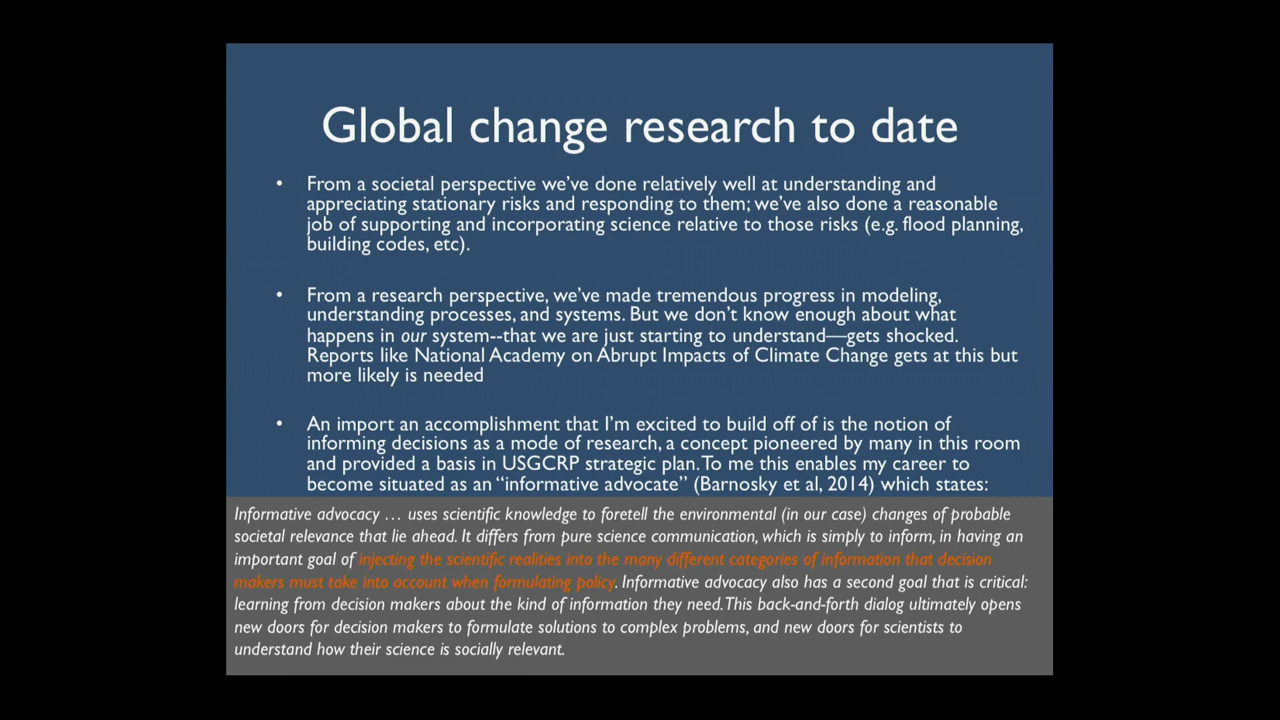 Global change research to date
• From a societal perspective we've done relatively well at understanding and
appreciating stationary risks and responding to them; we've also done a reasonable
job of supporting and incorporating science relative to those risks (e.g. flood planning,
building codes, etc).
• From a research perspective, we've made tremendous progress in modeling,
understanding processes, and systems. But we don't know enough about what
happens in our system--that we are just starting to understand—gets shocked.
Reports like National Academy on Abrupt Impacts of Climate Change gets at this but
more likely is needed
• An import an accomplishment that I'm excited to build off of is the notion of
informing decisions as a mode of research, a concept pioneered by many in this room
and provided a basis in USGCRP strategic plan. To me this enables my career to
become situated as an “informative advocate” (Barnosky et al, 2014) which states:
Informative advocacy … uses scientific knowledge to foretell the environmental (in our case) changes of probable
societal relevance that lie ahead. It differs from pure science communication, which is simply to inform, in having an
important goal of injecting the scientific realities into the many different categories of information that decision
makers must take into account when formulating policy. Informative advocacy also has a second goal that is critical:
learning from decision makers about the kind of information they need. This back-and-forth dialog ultimately opens
new doors for decision makers to formulate solutions to complex problems, and new doors for scientists to
understand how their science is socially relevant.